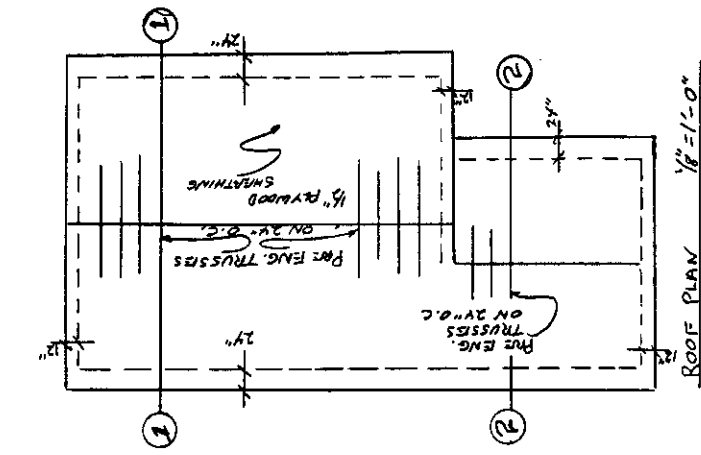 1
24"
2
12"
24"
1/2" PLYWOOD
SHEATHING
PRE ENG. TRUSSES
ON 24" O.C.
PRE ENG.
TRUSSES
ON 24" O.C.
12"
24"
12"
1
2
ROOF PLAN 1/8"=1'-0"